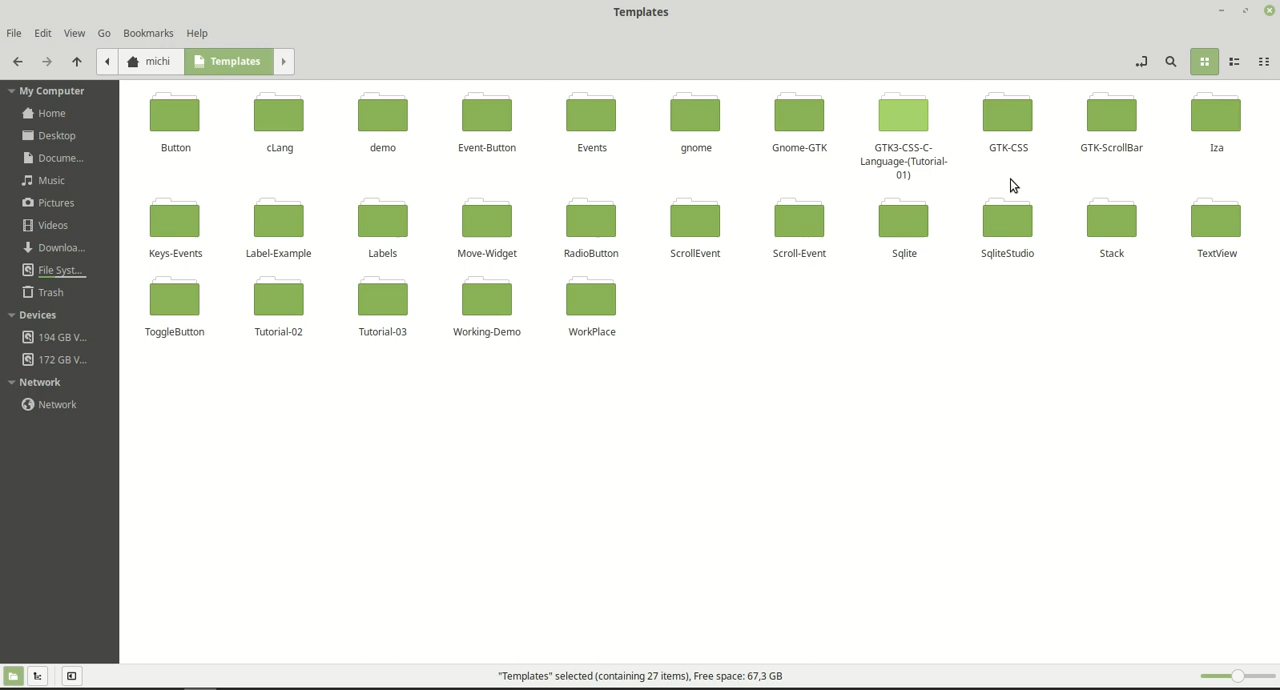 Templates
File Edit View Go Bookmarks Help
michi Templates
My Computer
Home
Desktop
Docume...
Music
Pictures
Videos
Downloa...
File Syst...
Trash
Devices
194 GB V...
172 GB V...
Network
Network
Button cLang demo Event-Button Events gnome Gnome-GTK GTK3-CSS-C-
Language-(Tutorial-
01) GTK-CSS GTK-ScrollBar Iza
Keys-Events Label-Example Labels Move-Widget RadioButton ScrollEvent Scroll-Event Sqlite SqliteStudio Stack TextView
ToggleButton Tutorial-02 Tutorial-03 Working-Demo WorkPlace
"Templates" selected (containing 27 items), Free space: 67,3 GB